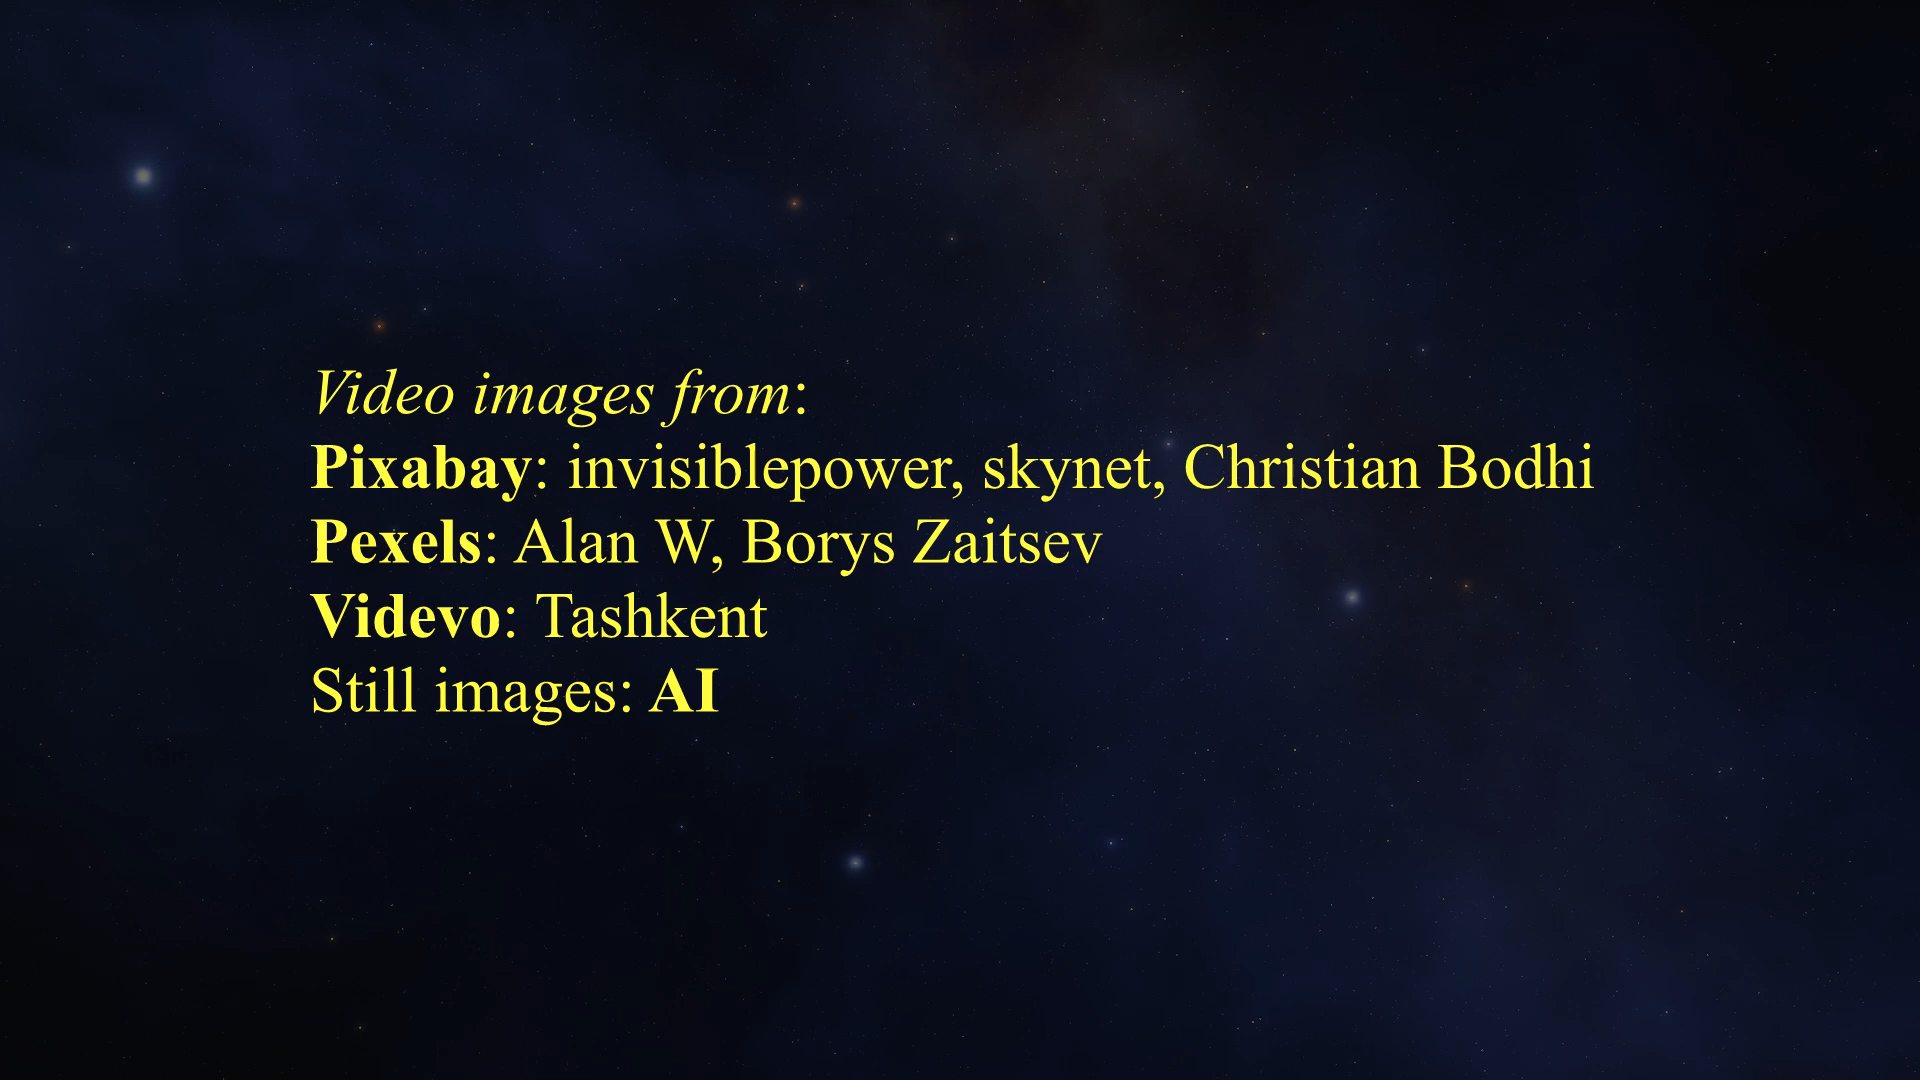 Video images from:
Pixabay: invisiblepower, skynet, Christian Bodhi
Pexels: Alan W, Borys Zaitsev
Videvo: Tashkent
Still images: AI